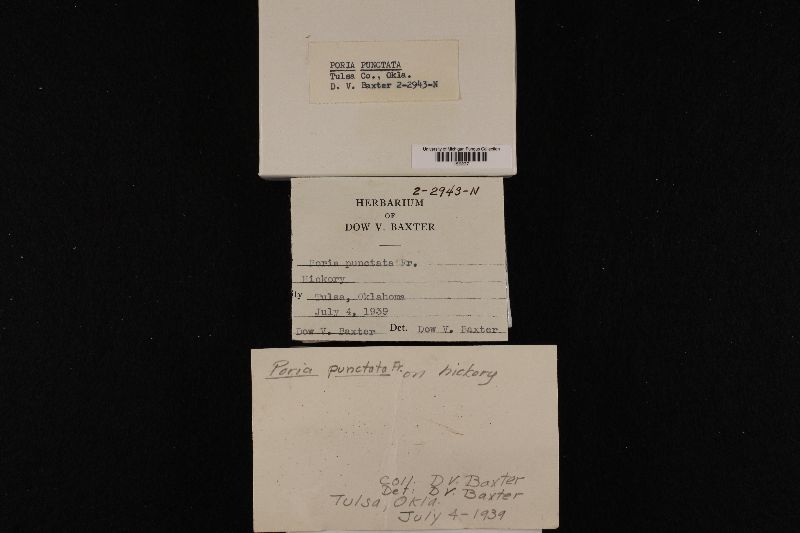 PORIA PUNCTATA
Tulsa Co., Okla.
D. V. Baxter 2-2943-N
University of Michigan Fungus Collection
2-2943-N
HERBARIUM
OF
DOW V. BAXTER
Poria punctata Fr.
Hickory
ity Tulsa, Oklahoma
July 4, 1939
Dow V. Baxter Det. Dow V. Baxter
Poria punctata Fr. on hickory
Coll. D V. Baxter
Det: D V. Baxter
Tulsa, Okla.
July 4-1939